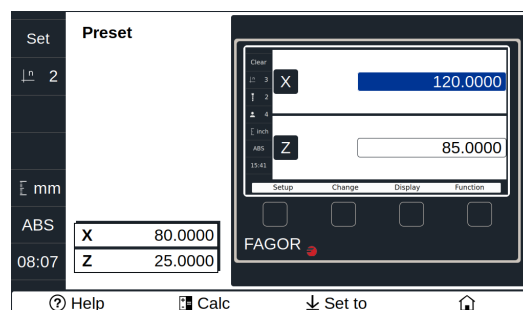 Set
Preset
n 2
mm
ABS
08:07
X 80.0000
Z 25.0000
Clear
n 3
2
4
inch
ABS
15:41
X 120.0000
Z 85.0000
Setup Change Display Function
FAGOR
Help Calc Set to